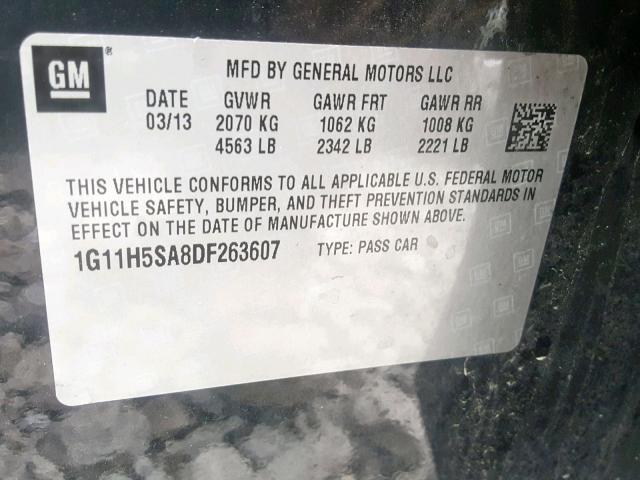 GM
MFD BY GENERAL MOTORS LLC
DATE GVWR GAWR FRT GAWR RR
03/13 2070 KG 1062 KG 1008 KG
4563 LB 2342 LB 2221 LB
THIS VEHICLE CONFORMS TO ALL APPLICABLE U.S. FEDERAL MOTOR
VEHICLE SAFETY, BUMPER, AND THEFT PREVENTION STANDARDS IN
EFFECT ON THE DATE OF MANUFACTURE SHOWN ABOVE.
1G11H5SA8DF263607 TYPE: PASS CAR